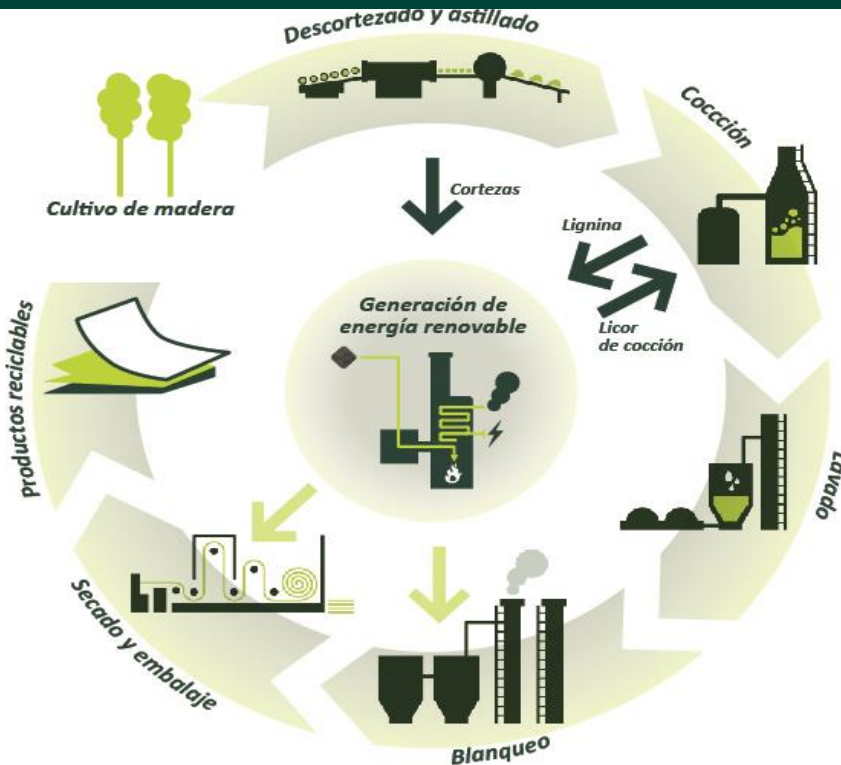 Descortezado y astillado
Coccción
Cultivo de madera
Cortezas
Lignina
Licor
de cocción
Generación de
energía renovable
productos reciclables
Lavado
Secado y embalaje
Blanqueo